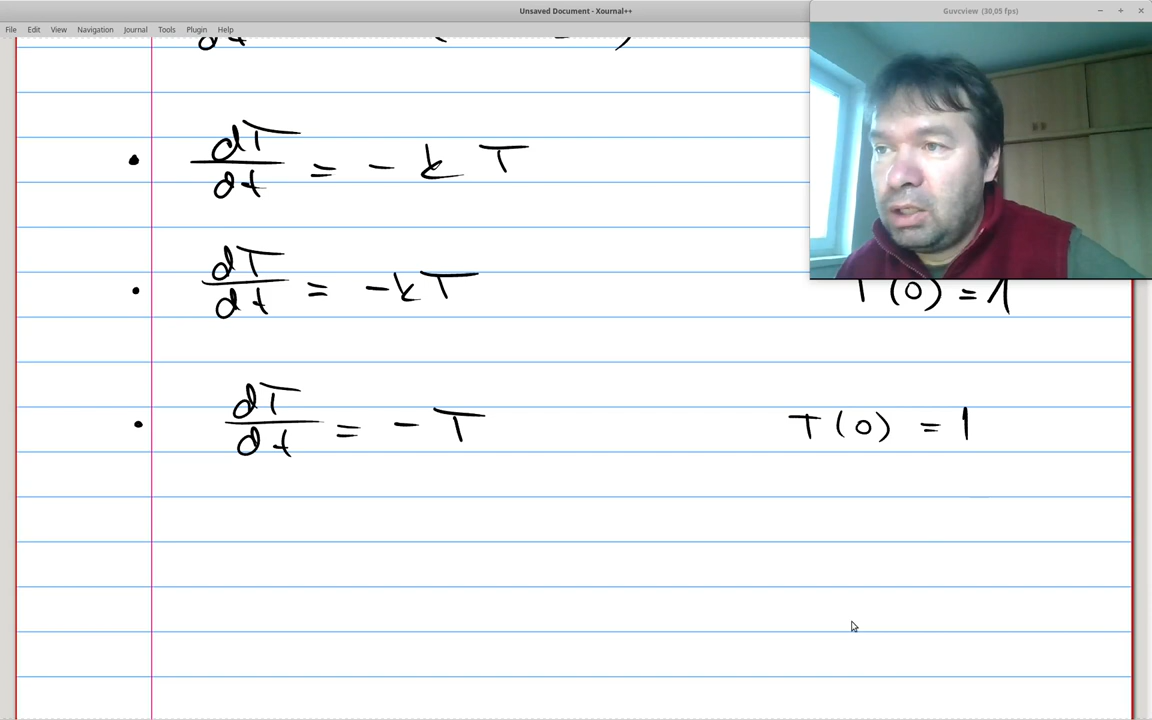 Unsaved Document - Xournal++
Guvcview (30,05 fps)
File Edit View Navigation Journal Tools Plugin Help
dT/dt = - k T
dT/dt = -kT T(0) = 1
dT/dt = - T T(0) = 1